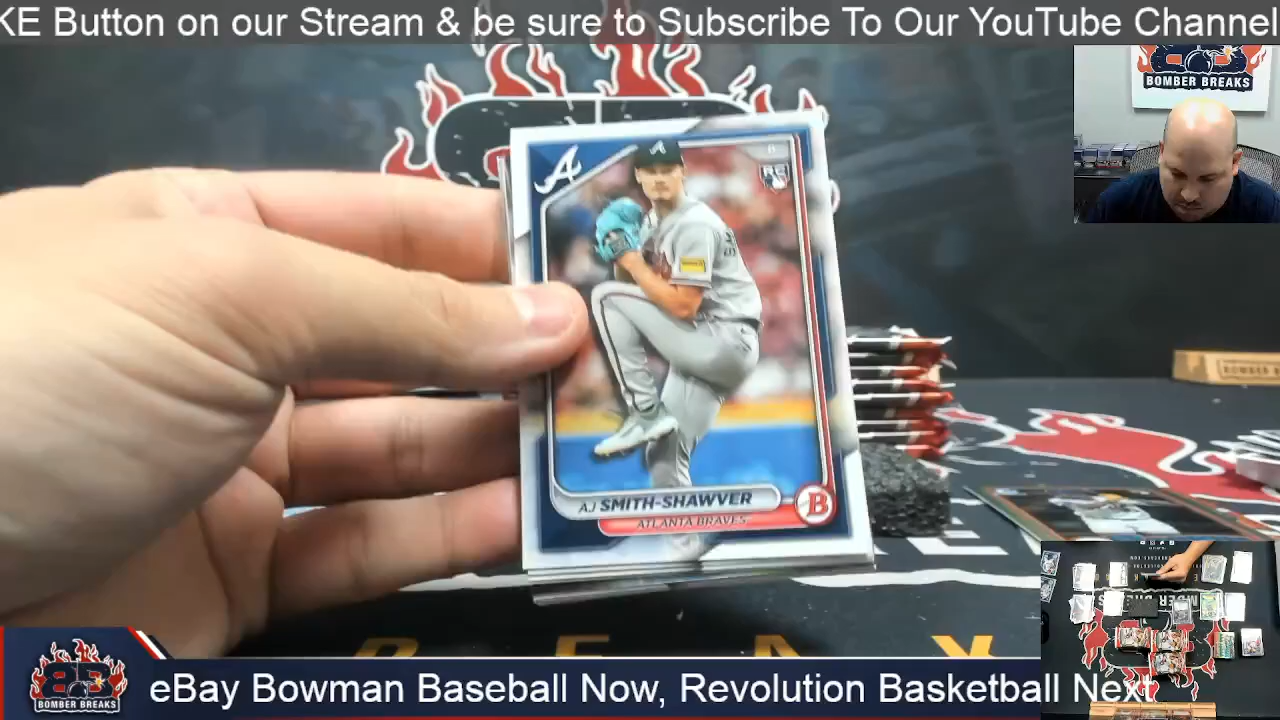 KE Button on our Stream & be sure to Subscribe To Our YouTube Channel
BOMBER BREAKS
A
RC
AJ SMITH-SHAWVER
B
ATLANTA BRAVES
BOMBER BREAKS
eBay Bowman Baseball Now, Revolution Basketball Next